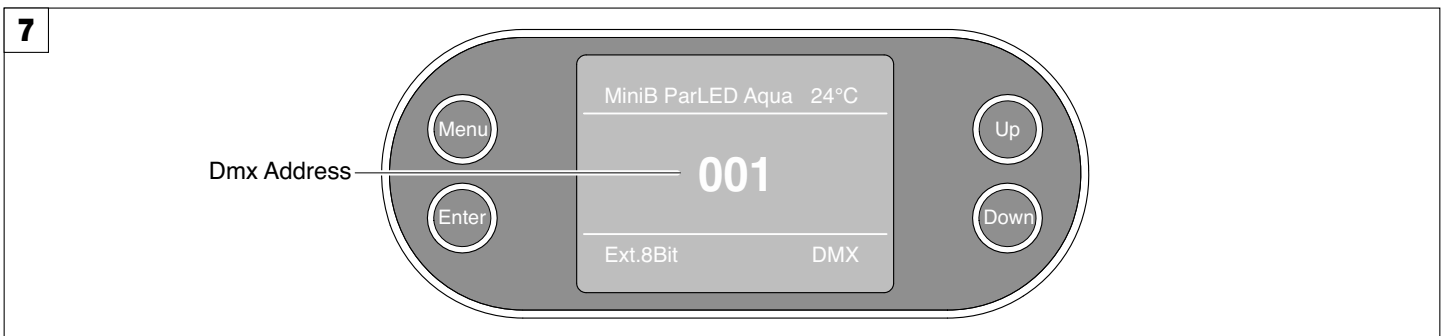 7
MiniB ParLED Aqua 24°C
Menu
Up
Dmx Address
001
Enter
Down
Ext.8Bit DMX